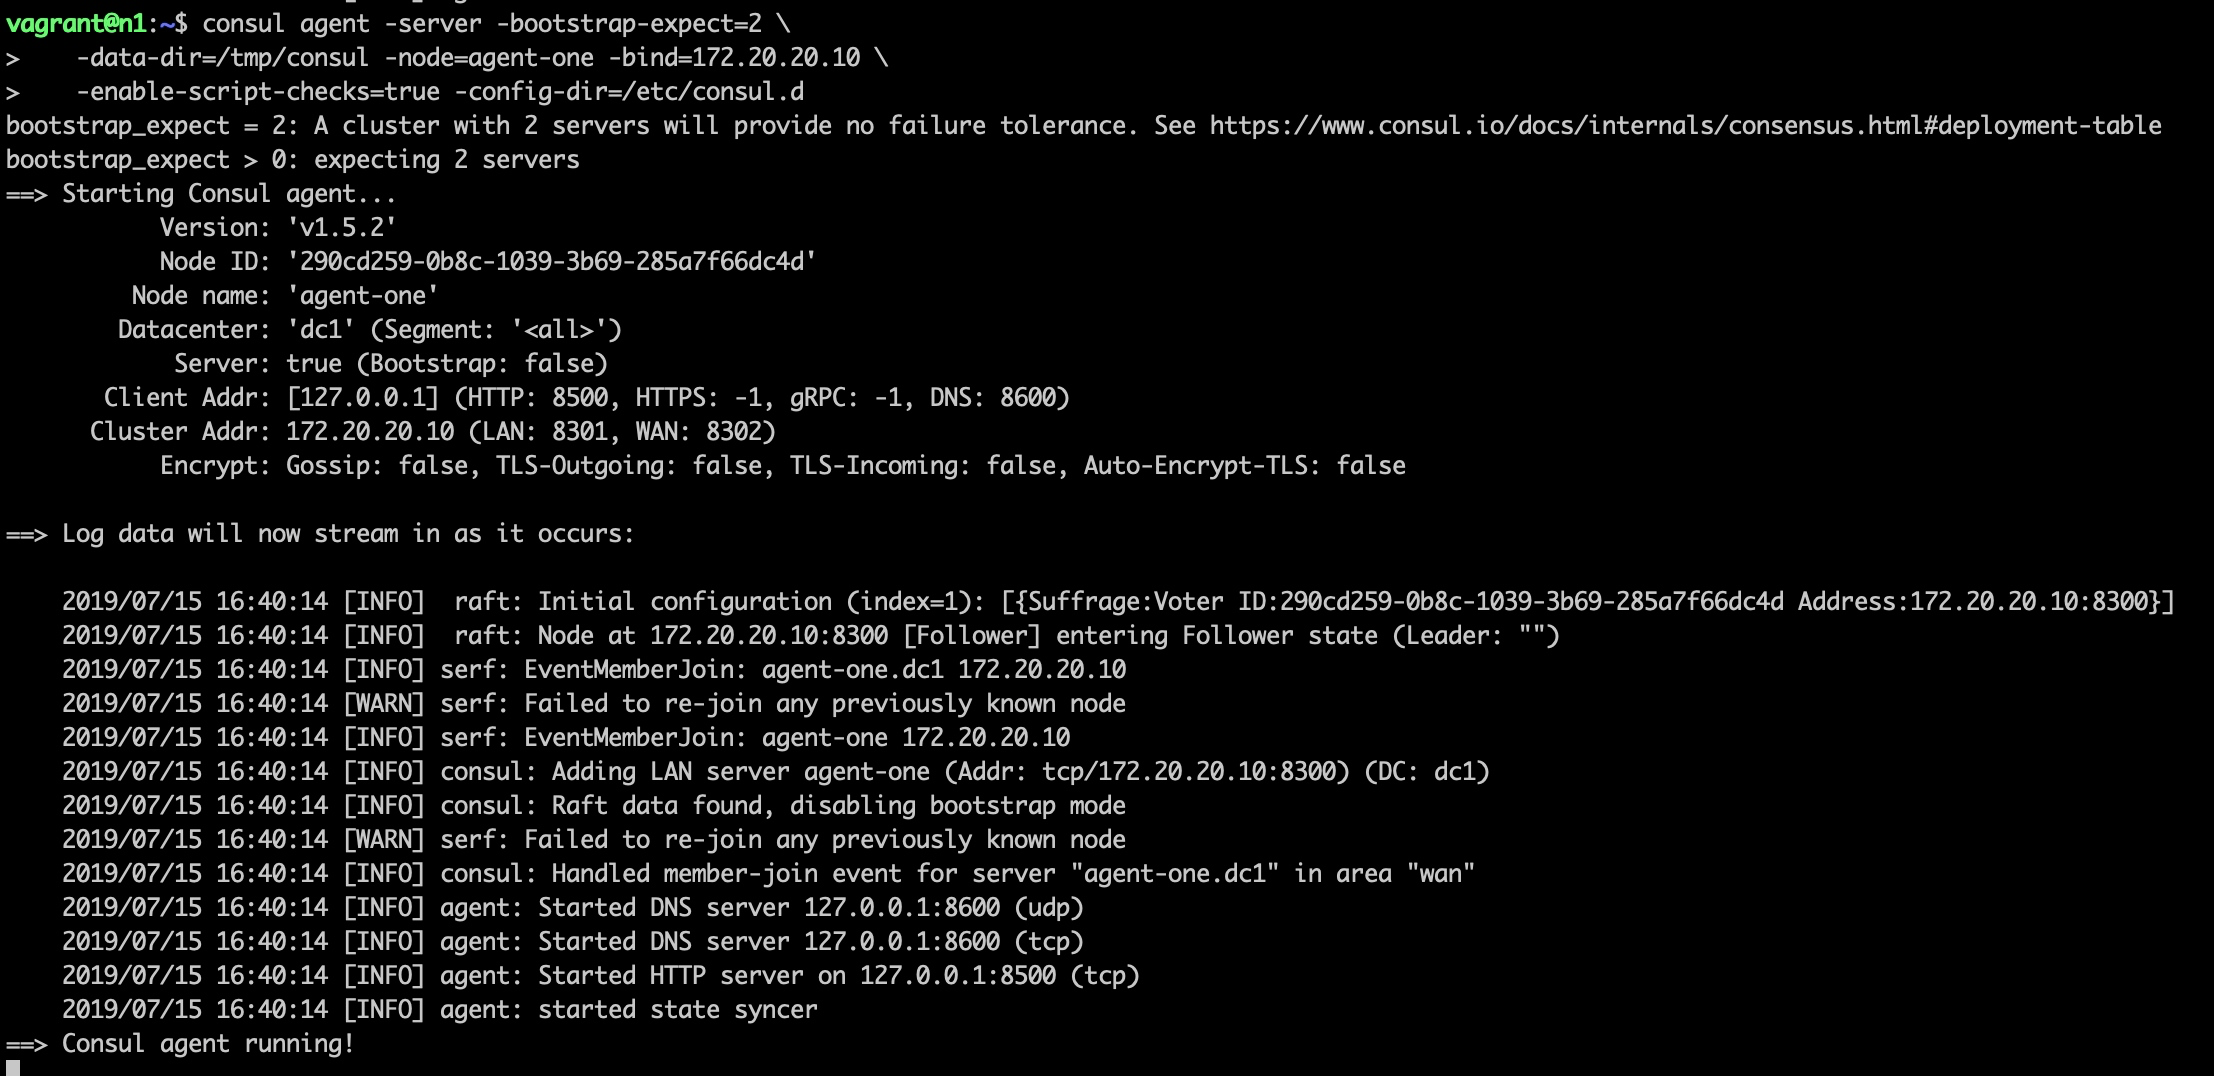 vagrant@n1:~$ consul agent -server -bootstrap-expect=2 \
>    -data-dir=/tmp/consul -node=agent-one -bind=172.20.20.10 \
>    -enable-script-checks=true -config-dir=/etc/consul.d
bootstrap_expect = 2: A cluster with 2 servers will provide no failure tolerance. See https://www.consul.io/docs/internals/consensus.html#deployment-table
bootstrap_expect > 0: expecting 2 servers
==> Starting Consul agent...
           Version: 'v1.5.2'
           Node ID: '290cd259-0b8c-1039-3b69-285a7f66dc4d'
         Node name: 'agent-one'
        Datacenter: 'dc1' (Segment: '<all>')
            Server: true (Bootstrap: false)
       Client Addr: [127.0.0.1] (HTTP: 8500, HTTPS: -1, gRPC: -1, DNS: 8600)
      Cluster Addr: 172.20.20.10 (LAN: 8301, WAN: 8302)
           Encrypt: Gossip: false, TLS-Outgoing: false, TLS-Incoming: false, Auto-Encrypt-TLS: false

==> Log data will now stream in as it occurs:

    2019/07/15 16:40:14 [INFO]  raft: Initial configuration (index=1): [{Suffrage:Voter ID:290cd259-0b8c-1039-3b69-285a7f66dc4d Address:172.20.20.10:8300}]
    2019/07/15 16:40:14 [INFO]  raft: Node at 172.20.20.10:8300 [Follower] entering Follower state (Leader: "")
    2019/07/15 16:40:14 [INFO] serf: EventMemberJoin: agent-one.dc1 172.20.20.10
    2019/07/15 16:40:14 [WARN] serf: Failed to re-join any previously known node
    2019/07/15 16:40:14 [INFO] serf: EventMemberJoin: agent-one 172.20.20.10
    2019/07/15 16:40:14 [INFO] consul: Adding LAN server agent-one (Addr: tcp/172.20.20.10:8300) (DC: dc1)
    2019/07/15 16:40:14 [INFO] consul: Raft data found, disabling bootstrap mode
    2019/07/15 16:40:14 [WARN] serf: Failed to re-join any previously known node
    2019/07/15 16:40:14 [INFO] consul: Handled member-join event for server "agent-one.dc1" in area "wan"
    2019/07/15 16:40:14 [INFO] agent: Started DNS server 127.0.0.1:8600 (udp)
    2019/07/15 16:40:14 [INFO] agent: Started DNS server 127.0.0.1:8600 (tcp)
    2019/07/15 16:40:14 [INFO] agent: Started HTTP server on 127.0.0.1:8500 (tcp)
    2019/07/15 16:40:14 [INFO] agent: started state syncer
==> Consul agent running!